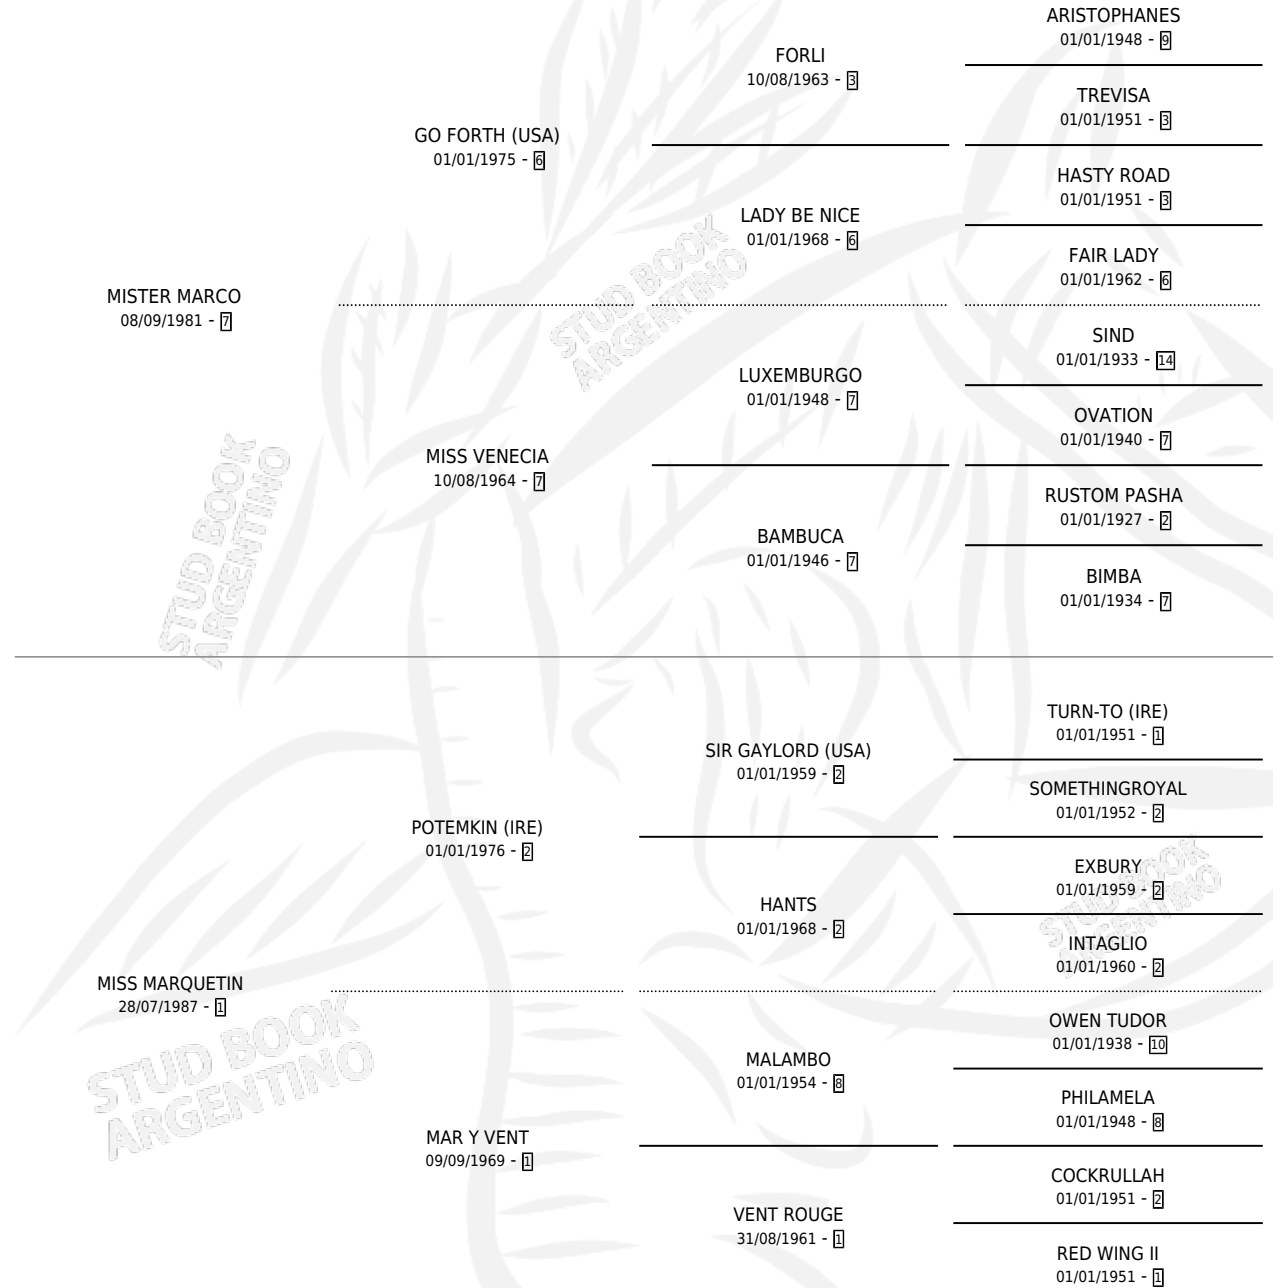 ARISTOPHANES
01/01/1948 - 9
FORLI
10/08/1963 - 3
TREVISA
01/01/1951 - 3
GO FORTH (USA)
01/01/1975 - 6
HASTY ROAD
01/01/1951 - 3
LADY BE NICE
01/01/1968 - 6
FAIR LADY
01/01/1962 - 6
MISTER MARCO
08/09/1981 - 7
STUD BOOK
ARGENTINO
SIND
01/01/1933 - 14
LUXEMBURGO
01/01/1948 - 7
OVATION
01/01/1940 - 7
MISS VENECIA
10/08/1964 - 7
RUSTOM PASHA
01/01/1927 - 2
BAMBUCA
01/01/1946 - 7
BIMBA
01/01/1934 - 7
STUD BOOK
ARGENTINO
TURN-TO (IRE)
01/01/1951 - 1
SIR GAYLORD (USA)
01/01/1959 - 2
SOMETHINGROYAL
01/01/1952 - 2
POTEMKIN (IRE)
01/01/1976 - 2
EXBURY
01/01/1959 - 2
HANTS
01/01/1968 - 2
STUD BOOK
ARGENTINO
INTAGLIO
01/01/1960 - 2
MISS MARQUETIN
28/07/1987 - 1
OWEN TUDOR
01/01/1938 - 10
MALAMBO
01/01/1954 - 8
STUD BOOK
ARGENTINO
PHILAMELA
01/01/1948 - 8
MAR Y VENT
09/09/1969 - 1
COCKRULLAH
01/01/1951 - 2
VENT ROUGE
31/08/1961 - 1
RED WING II
01/01/1951 - 1